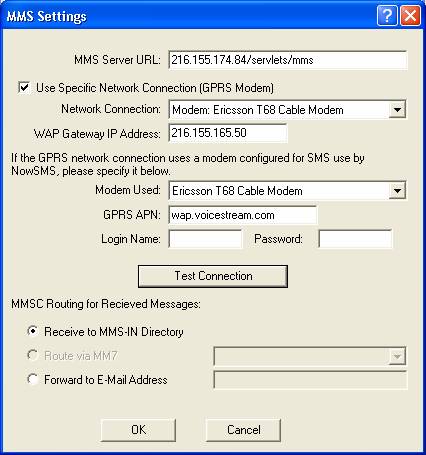 MMS Settings
MMS Server URL: 216.155.174.84/servlets/mms
Use Specific Network Connection (GPRS Modem)
Network Connection: Modem: Ericsson T68 Cable Modem
WAP Gateway IP Address: 216.155.165.50
If the GPRS network connection uses a modem configured for SMS use by
NowSMS, please specify it below.
Modem Used: Ericsson T68 Cable Modem
GPRS APN: wap.voicestream.com
Login Name: Password:
Test Connection
MMSC Routing for Recieved Messages:
Receive to MMS-IN Directory
Route via MM7
Forward to E-Mail Address
OK Cancel